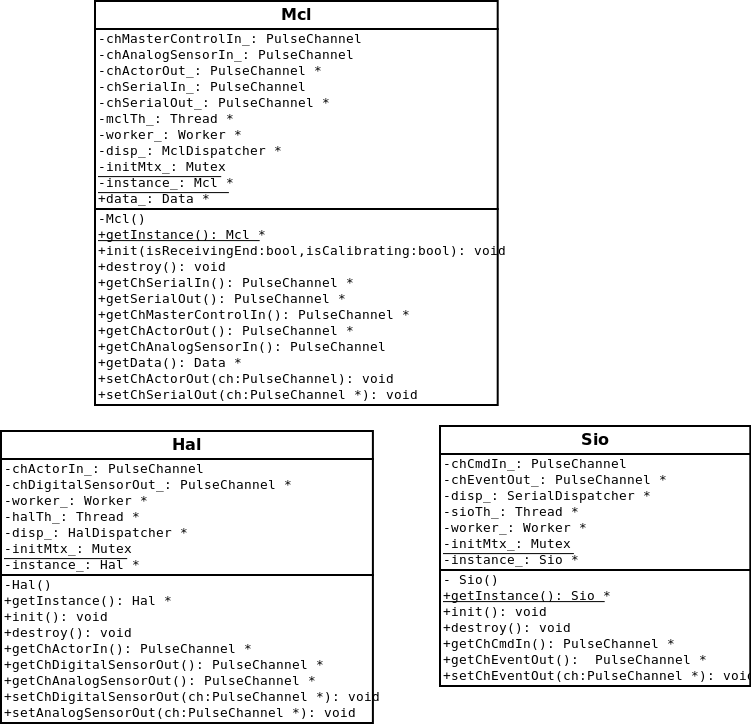 Mcl
-chMasterControlIn_: PulseChannel
-chAnalogSensorIn_: PulseChannel
-chActorOut_: PulseChannel *
-chSerialIn_: PulseChannel
-chSerialOut_: PulseChannel *
-mclTh_: Thread *
-worker_: Worker *
-disp_: MclDispatcher *
-initMtx_: Mutex
-instance_: Mcl *
+data_: Data *
-Mcl()
+getInstance(): Mcl *
+init(isReceivingEnd:bool,isCalibrating:bool): void
+destroy(): void
+getChSerialIn(): PulseChannel *
+getSerialOut(): PulseChannel *
+getChMasterControlIn(): PulseChannel *
+getChActorOut(): PulseChannel *
+getChAnalogSensorIn(): PulseChannel
+getData(): Data *
+setChActorOut(ch:PulseChannel): void
+setChSerialOut(ch:PulseChannel *): void
Hal
-chActorIn_: PulseChannel
-chDigitalSensorOut_: PulseChannel *
-worker_: Worker *
-halTh_: Thread *
-disp_: HalDispatcher *
-initMtx_: Mutex
-instance_: Hal *
-Hal()
+getInstance(): Hal *
+init(): void
+destroy(): void
+getChActorIn(): PulseChannel *
+getChDigitalSensorOut(): PulseChannel *
+getChAnalogSensorOut(): PulseChannel *
+setChDigitalSensorOut(ch:PulseChannel *): void
+setAnalogSensorOut(ch:PulseChannel *): void
Sio
-chCmdIn_: PulseChannel
-chEventOut_: PulseChannel *
-disp_: SerialDispatcher *
-sioTh_: Thread *
-worker_: Worker *
-initMtx_: Mutex
-instance_: Sio *
- Sio()
+getInstance(): Sio *
+init(): void
+destroy(): void
+getChCmdIn(): PulseChannel *
+getChEventOut():  PulseChannel *
+setChEventOut(ch:PulseChannel *): void